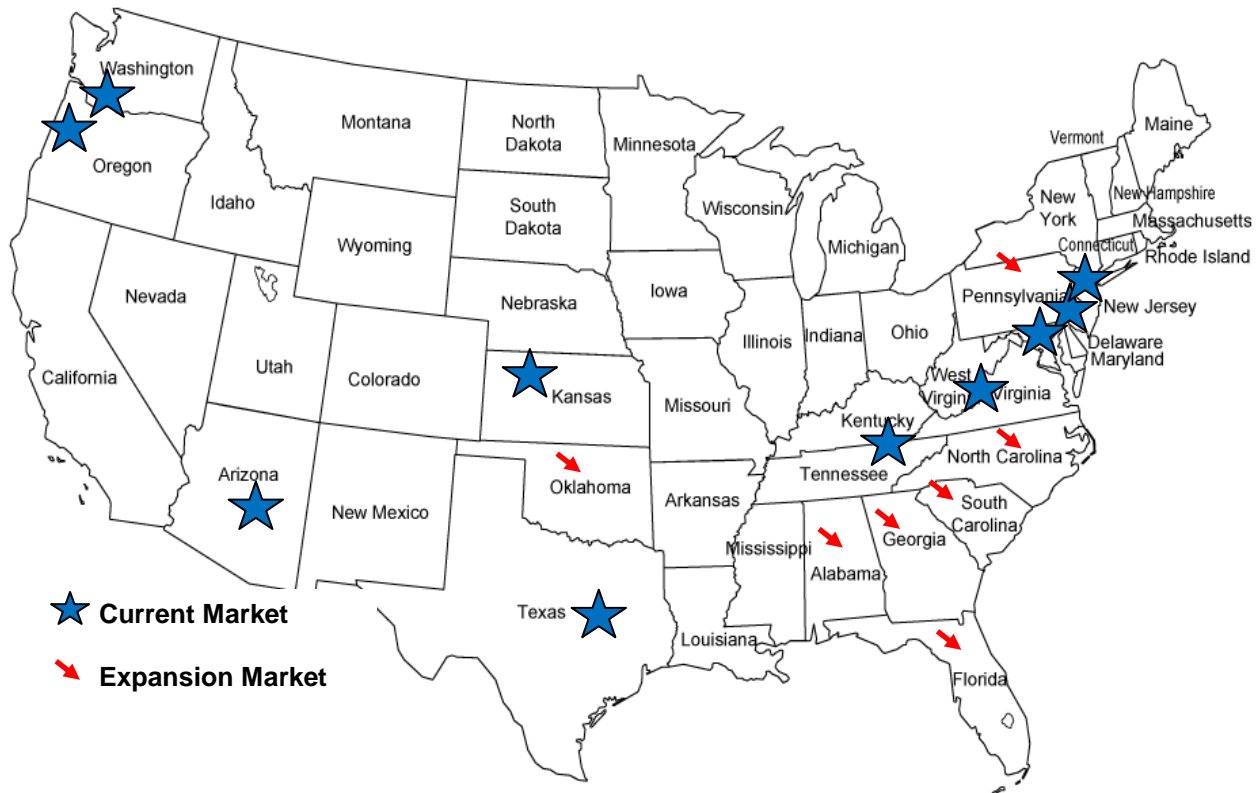 Washington
Montana
North
Dakota
Minnesota
Maine
Vermont
Oregon
Idaho
South
Dakota
Wisconsin
Michigan
New
York
New Hampshire
Massachusetts
Connecticut
Rhode Island
Wyoming
Nebraska
Iowa
Pennsylvania
New Jersey
Nevada
Utah
Colorado
Kansas
Illinois
Indiana
Ohio
Delaware
Maryland
California
Missouri
West
Virginia
Virginia
Kentucky
Arizona
New Mexico
Oklahoma
Arkansas
Tennessee
North Carolina
South
Carolina
Mississippi
Alabama
Georgia
Texas
Louisiana
Florida
Current Market
Expansion Market